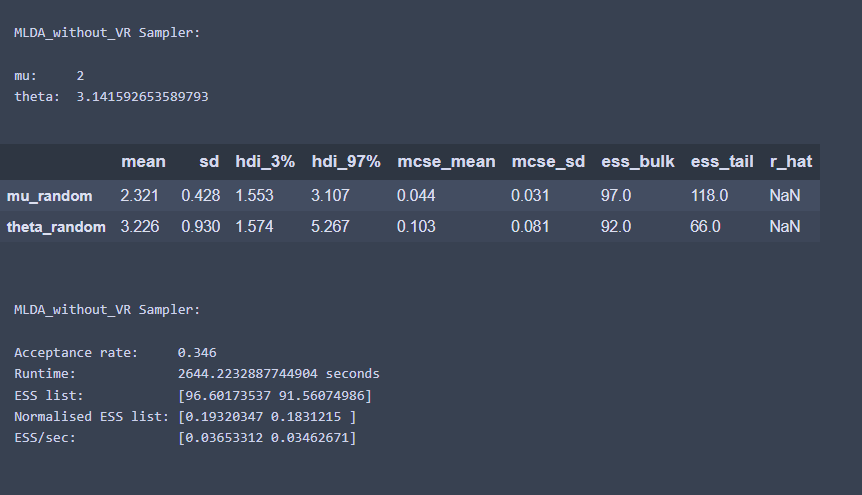 MLDA_without_VR Sampler:
mu: 2
theta: 3.141592653589793
mean sd hdi_3% hdi_97% mcse_mean mcse_sd ess_bulk ess_tail r_hat
mu_random 2.321 0.428 1.553 3.107 0.044 0.031 97.0 118.0 NaN
theta_random 3.226 0.930 1.574 5.267 0.103 0.081 92.0 66.0 NaN
MLDA_without_VR Sampler:
Acceptance rate: 0.346
Runtime: 2644.2232887744904 seconds
ESS list: [96.60173537 91.56074986]
Normalised ESS list: [0.19320347 0.1831215 ]
ESS/sec: [0.03653312 0.03462671]